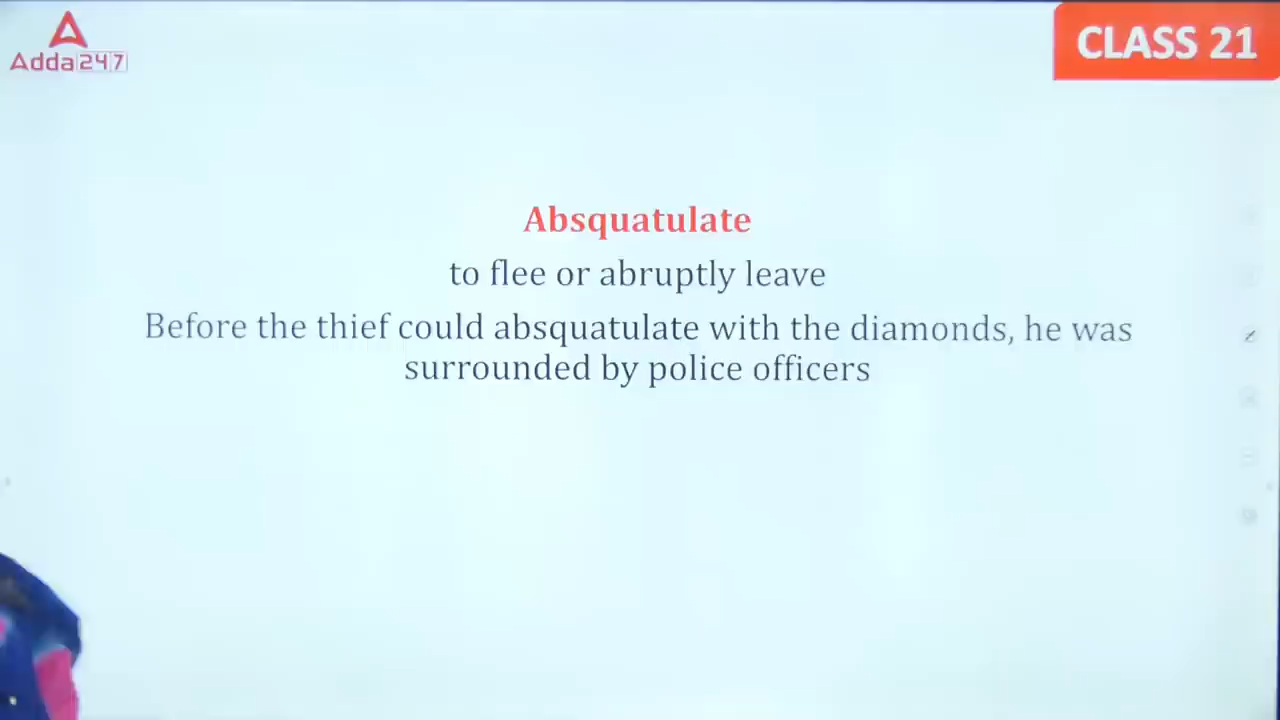 Adda247
CLASS 21
Absquatulate
to flee or abruptly leave
Before the thief could absquatulate with the diamonds, he was
surrounded by police officers